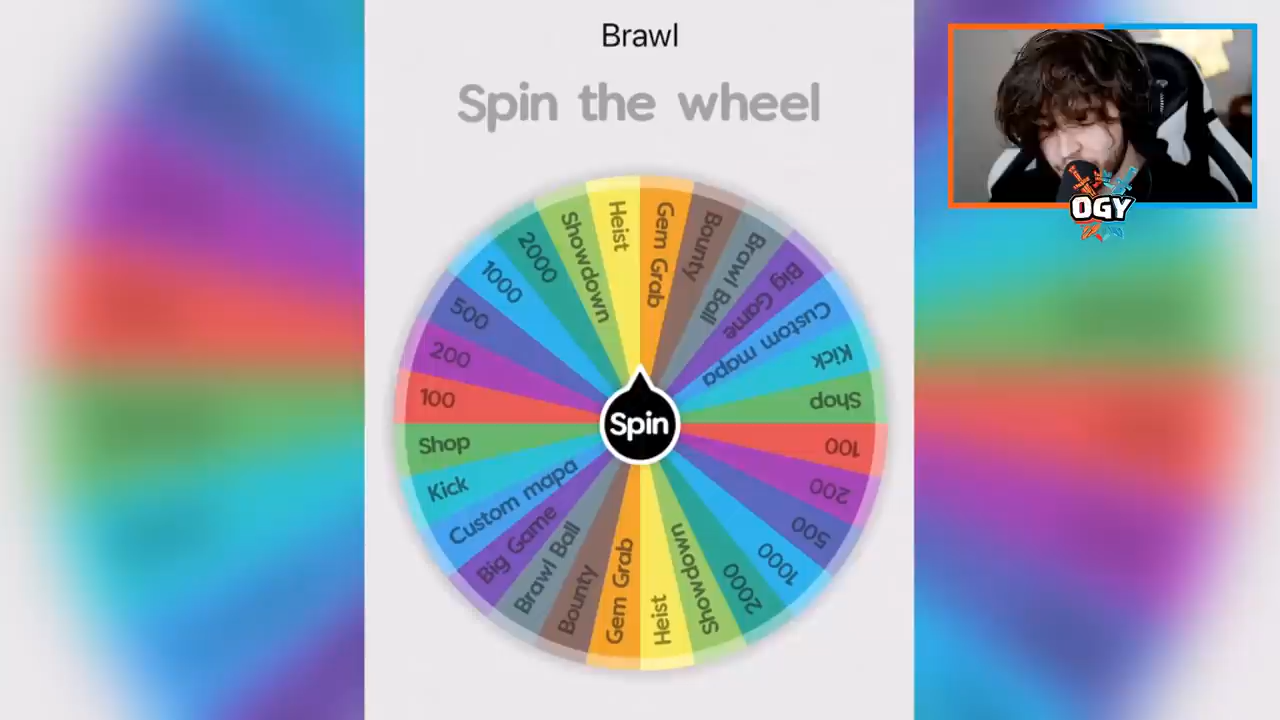 Brawl
Spin the wheel
OGY
Heist
Gem Grab
Bounty
Brawl Ball
Big Game
Custom mapa
Kick
Shop
100
200
500
1000
2000
Showdown
Heist
Gem Grab
Bounty
Brawl Ball
Big Game
Custom mapa
Kick
Shop
100
200
500
1000
2000
Showdown
Spin